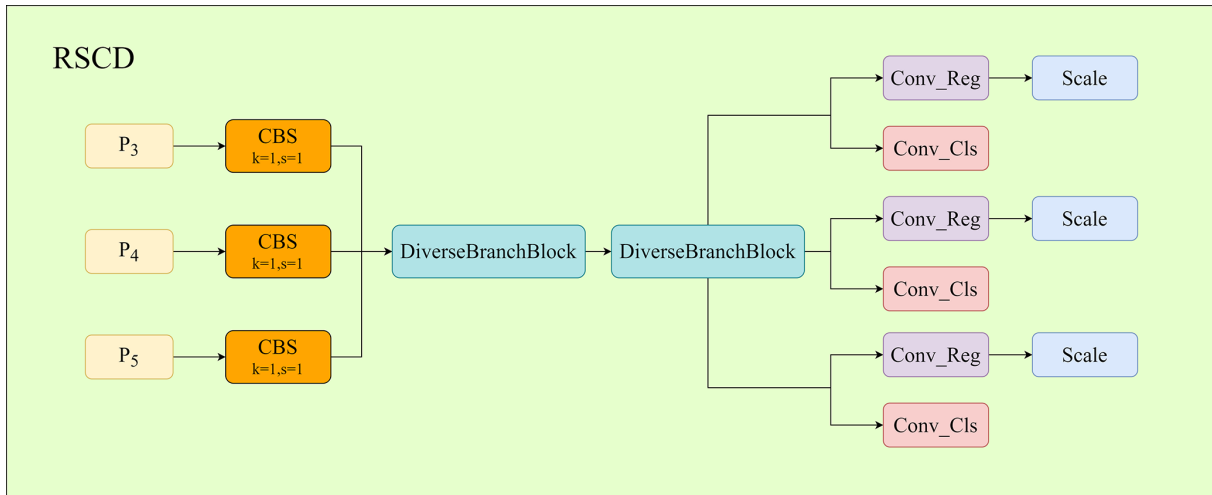 RSCD
P3
CBS
k=1,s=1
P4
CBS
k=1,s=1
P5
CBS
k=1,s=1
DiverseBranchBlock
DiverseBranchBlock
Conv_Reg
Scale
Conv_Cls
Conv_Reg
Scale
Conv_Cls
Conv_Reg
Scale
Conv_Cls